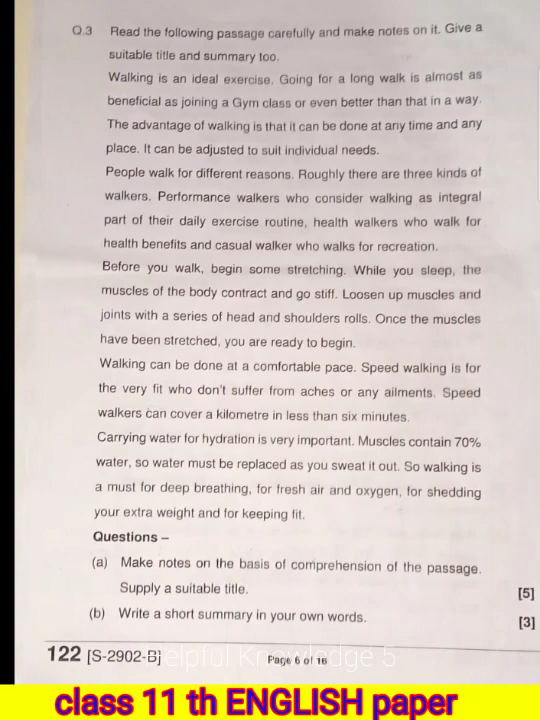 Q.3 Read the following passage carefully and make notes on it. Give a
suitable title and summary too.
Walking is an ideal exercise. Going for a long walk is almost as
beneficial as joining a Gym class or even better than that in a way.
The advantage of walking is that it can be done at any time and any
place. It can be adjusted to suit individual needs.
People walk for different reasons. Roughly there are three kinds of
walkers. Performance walkers who consider walking as integral
part of their daily exercise routine, health walkers who walk for
health benefits and casual walker who walks for recreation.
Before you walk, begin some stretching. While you sleep, the
muscles of the body contract and go stiff. Loosen up muscles and
joints with a series of head and shoulders rolls. Once the muscles
have been stretched, you are ready to begin.
Walking can be done at a comfortable pace. Speed walking is for
the very fit who don't suffer from aches or any ailments. Speed
walkers can cover a kilometre in less than six minutes.
Carrying water for hydration is very important. Muscles contain 70%
water, so water must be replaced as you sweat it out. So walking is
a must for deep breathing, for fresh air and oxygen, for shedding
your extra weight and for keeping fit.
Questions –
(a) Make notes on the basis of comprehension of the passage.
Supply a suitable title. [5]
(b) Write a short summary in your own words. [3]
122 [S-2902-B] Page 6 of 16
Helpful Knowledge 5
class 11 th ENGLISH paper